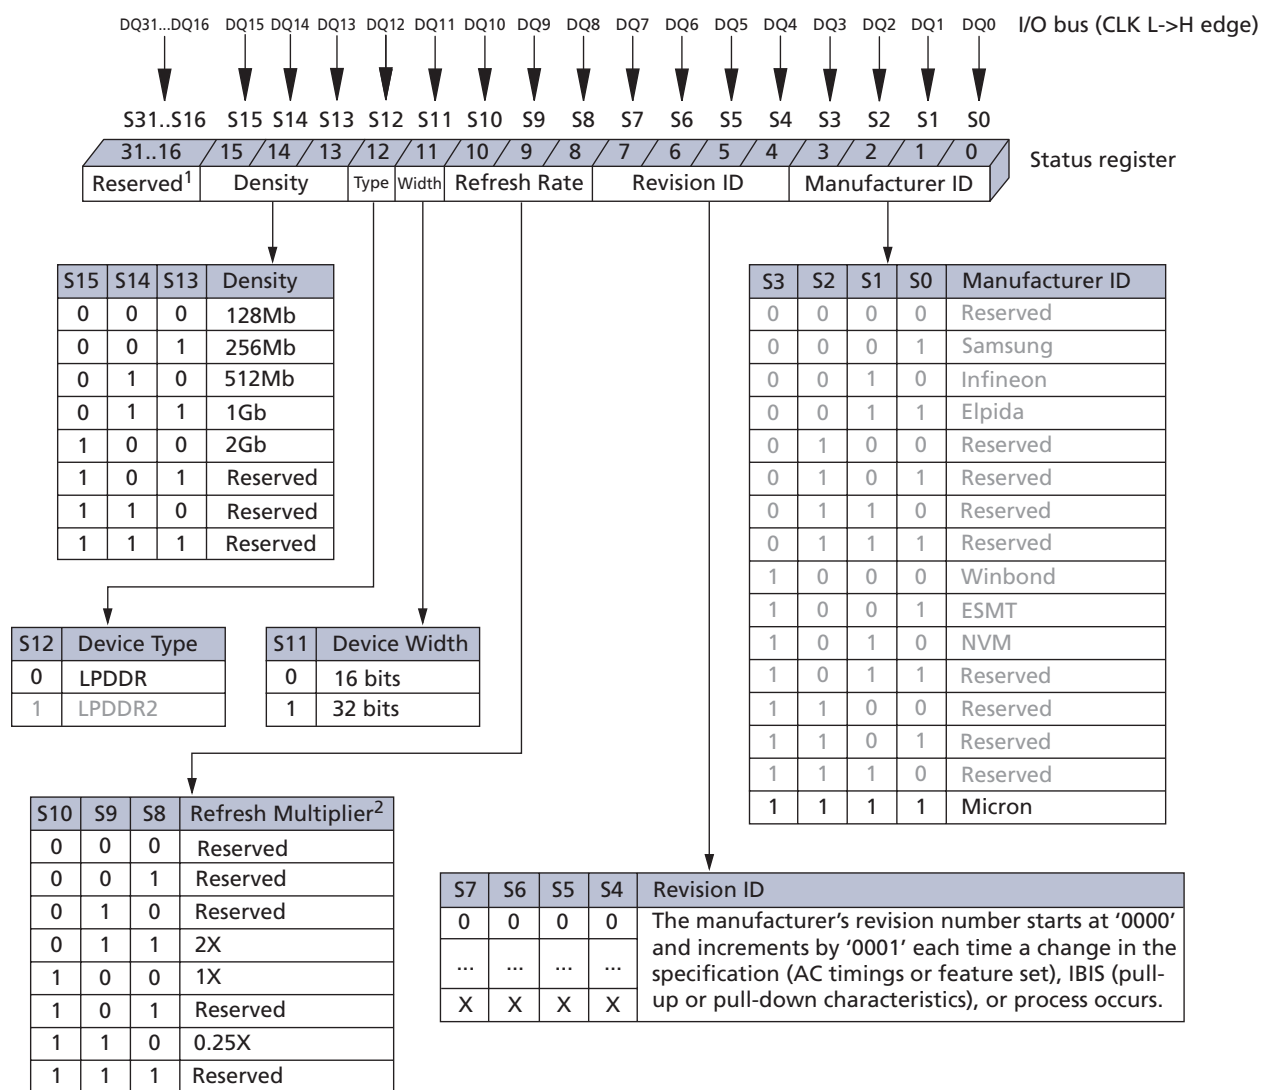 DQ31...DQ16 DQ15 DQ14 DQ13 DQ12 DQ11 DQ10 DQ9 DQ8 DQ7 DQ6 DQ5 DQ4 DQ3 DQ2 DQ1 DQ0 I/O bus (CLK L->H edge)
S31..S16 S15 S14 S13 S12 S11 S10 S9 S8 S7 S6 S5 S4 S3 S2 S1 S0
31..16 15 14 13 12 11 10 9 8 7 6 5 4 3 2 1 0 Status register
Reserved1 Density Type Width Refresh Rate Revision ID Manufacturer ID
S15 S14 S13 Density
0 0 0 128Mb
0 0 1 256Mb
0 1 0 512Mb
0 1 1 1Gb
1 0 0 2Gb
1 0 1 Reserved
1 1 0 Reserved
1 1 1 Reserved
S3 S2 S1 S0 Manufacturer ID
0 0 0 0 Reserved
0 0 0 1 Samsung
0 0 1 0 Infineon
0 0 1 1 Elpida
0 1 0 0 Reserved
0 1 0 1 Reserved
0 1 1 0 Reserved
0 1 1 1 Reserved
1 0 0 0 Winbond
1 0 0 1 ESMT
1 0 1 0 NVM
1 0 1 1 Reserved
1 1 0 0 Reserved
1 1 0 1 Reserved
1 1 1 0 Reserved
1 1 1 1 Micron
S12 Device Type
0 LPDDR
1 LPDDR2
S11 Device Width
0 16 bits
1 32 bits
S10 S9 S8 Refresh Multiplier2
0 0 0 Reserved
0 0 1 Reserved
0 1 0 Reserved
0 1 1 2X
1 0 0 1X
1 0 1 Reserved
1 1 0 0.25X
1 1 1 Reserved
S7 S6 S5 S4 Revision ID
0 0 0 0 The manufacturer’s revision number starts at ‘0000’
and increments by ‘0001’ each time a change in the
... ... ... ... specification (AC timings or feature set), IBIS (pull-
X X X X up or pull-down characteristics), or process occurs.